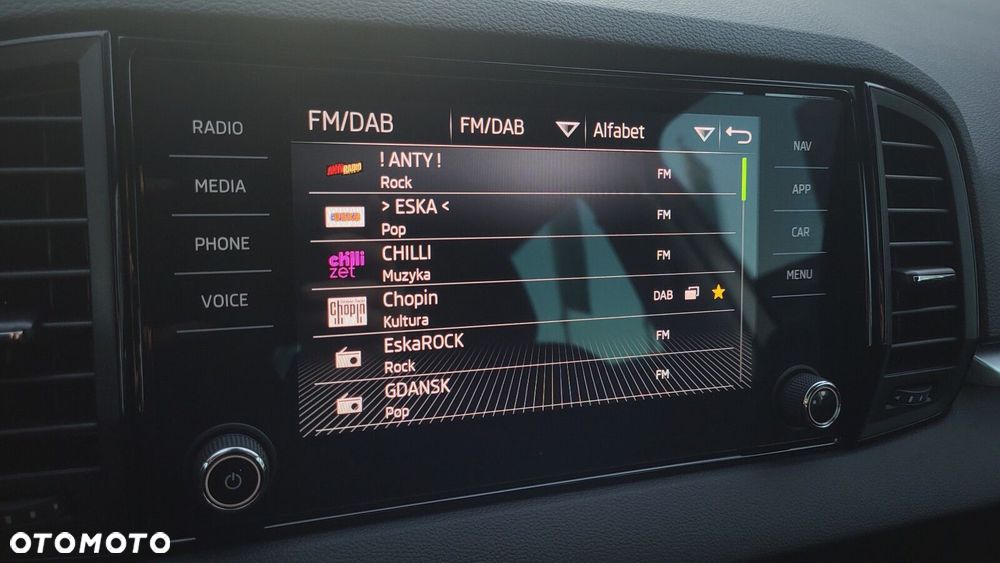 RADIO
MEDIA
PHONE
VOICE
FM/DAB FM/DAB Alfabet
! ANTY !
Rock FM
> ESKA <
Pop FM
chilli
zet
CHILLI
Muzyka FM
Chopin
Chopin
Kultura DAB
EskaROCK
Rock FM
GDANSK
Pop FM
NAV
APP
CAR
MENU
OTOMOTO